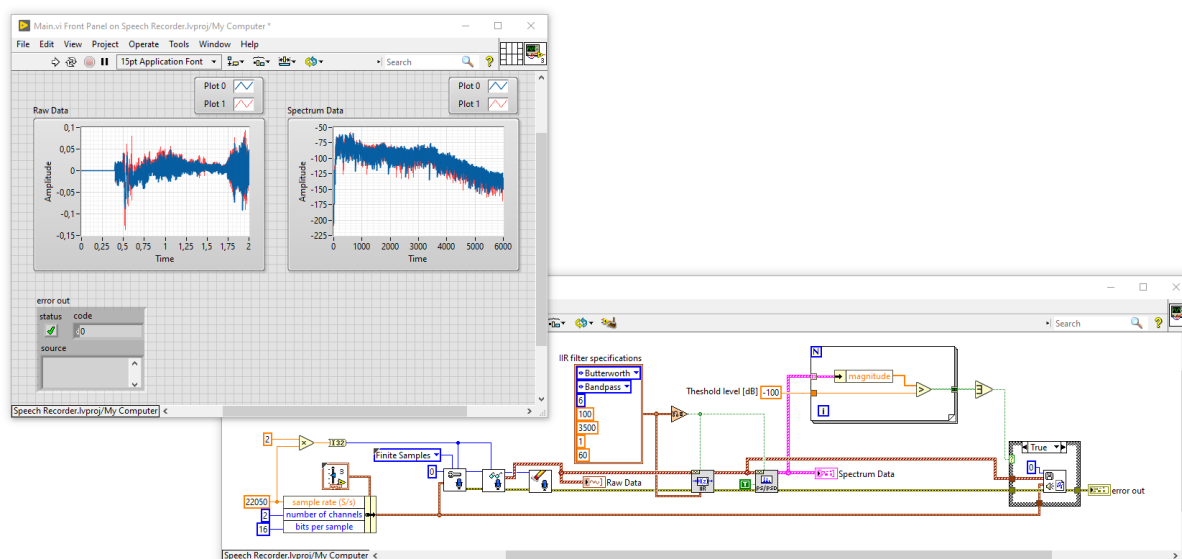 Main.vi Front Panel on Speech Recorder.lvproj/My Computer *
File Edit View Project Operate Tools Window Help
15pt Application Font
Search
3
Plot 0
Plot 1
Raw Data
0,1
0,05
0
-0,05
-0,1
-0,15
Amplitude
0 0,25 0,5 0,75 1 1,25 1,5 1,75 2
Time
Plot 0
Plot 1
Spectrum Data
-50
-75
-100
-125
-150
-175
-200
-225
Amplitude
0 1000 2000 3000 4000 5000 6000
Time
error out
status code
0
source
Speech Recorder.lvproj/My Computer
Search
IIR filter specifications
Butterworth
Bandpass
6
100
3500
1
60
Theshold level [dB] -100
N
magnitude
i
2
I32
Finite Samples
0
3
22050
sample rate (S/s)
2
number of channels
16
bits per sample
Raw Data
IIR
T
PS/PSD
Spectrum Data
True
0
error out
Speech Recorder.lvproj/My Computer